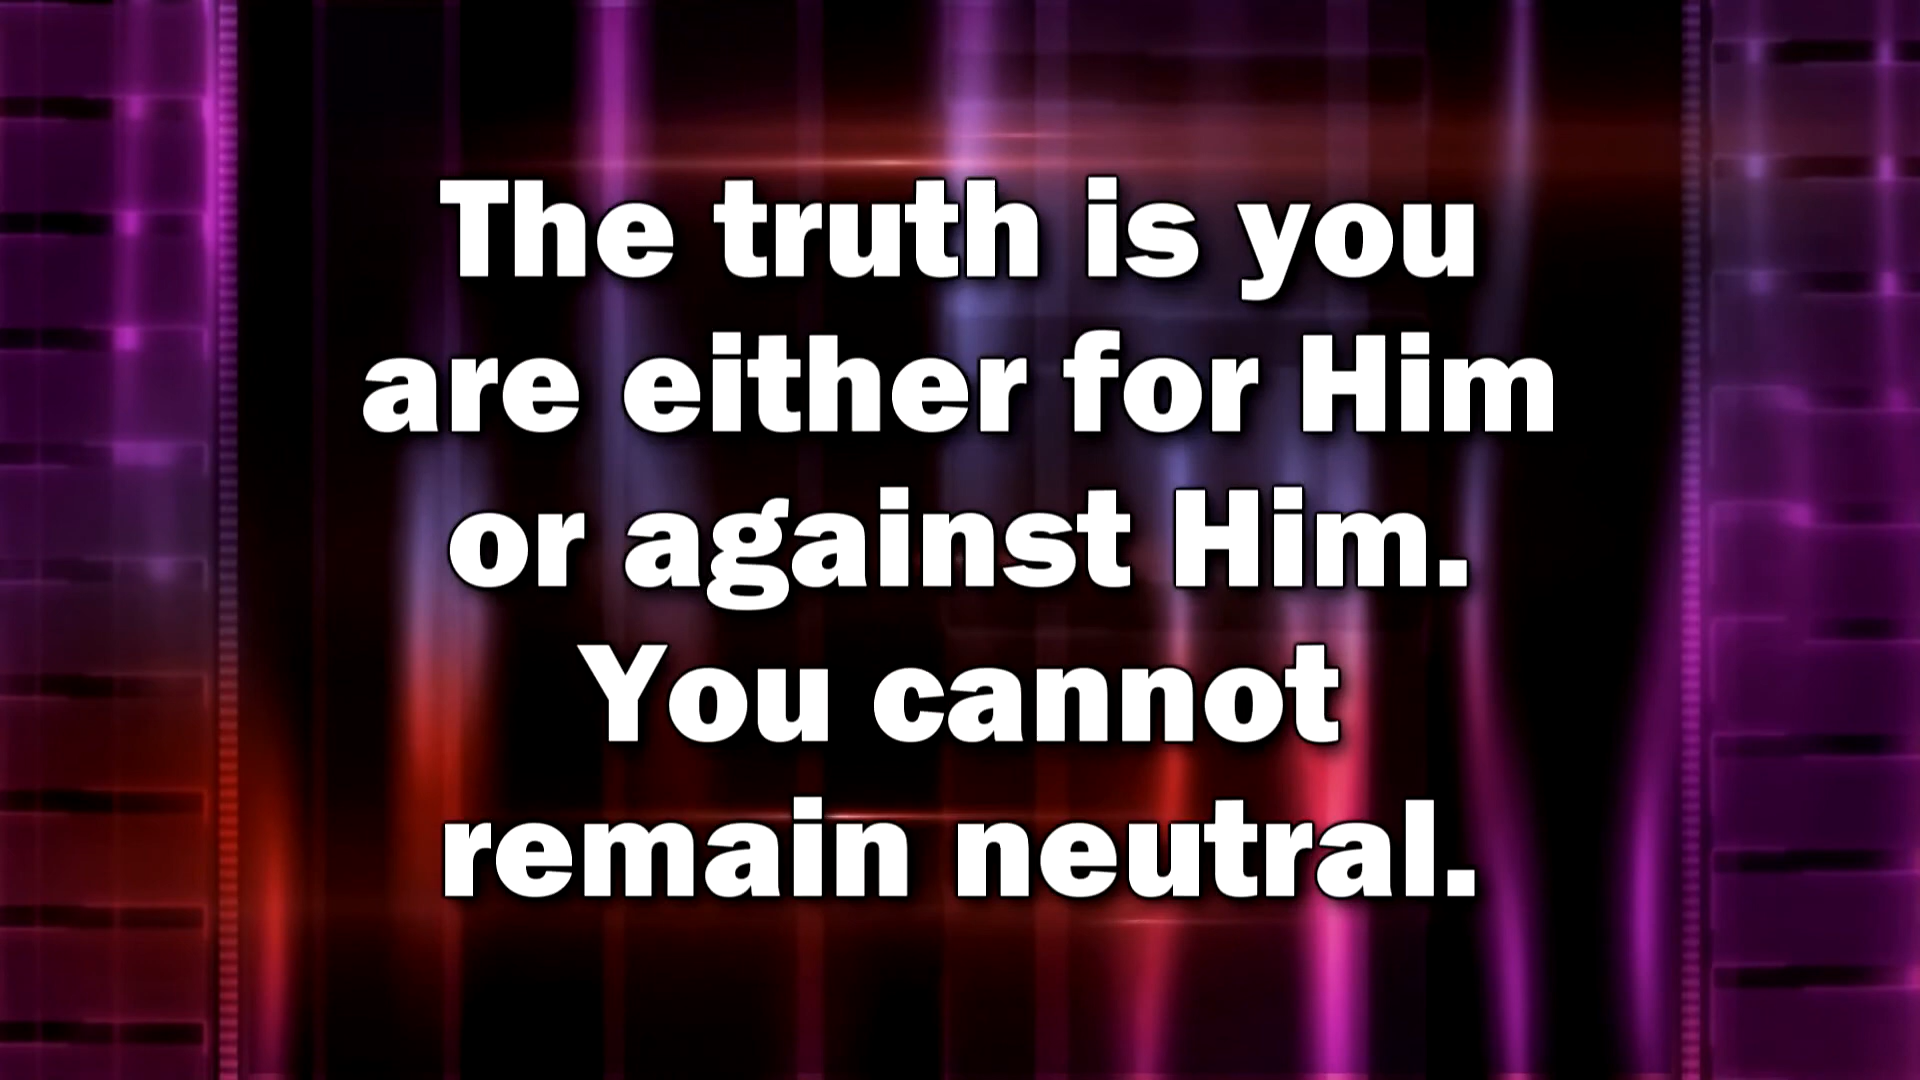 The truth is you
are either for Him
or against Him.
You cannot
remain neutral.